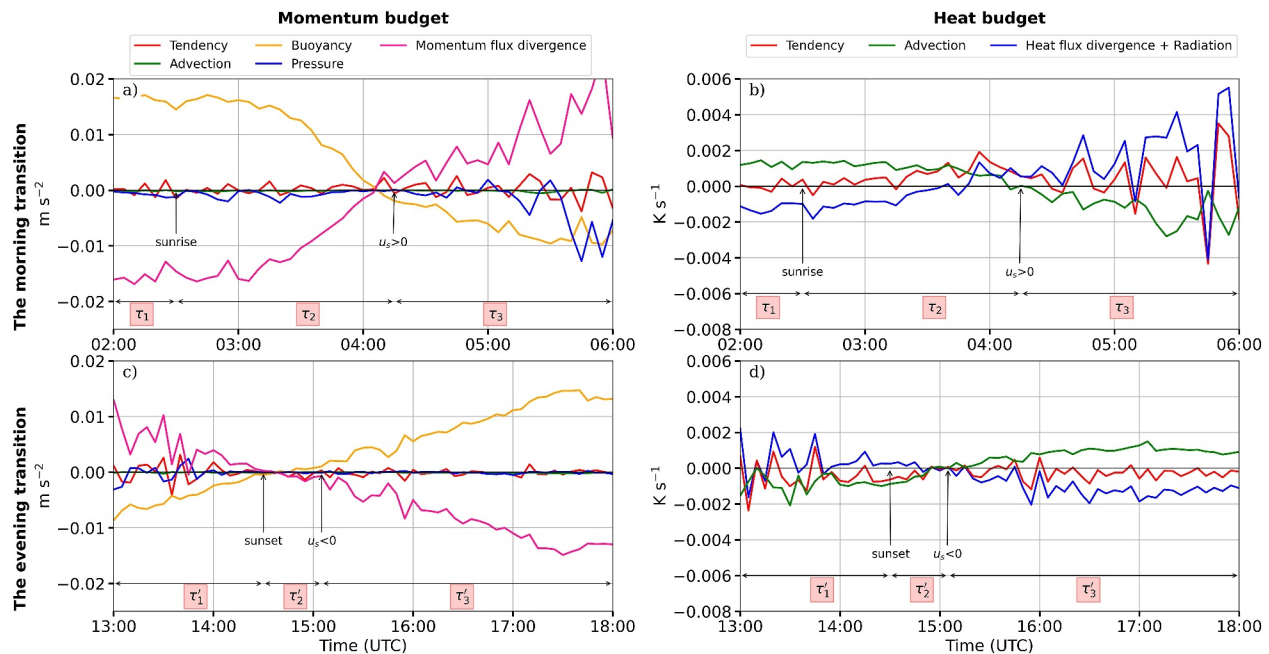 Momentum budget
Heat budget
Tendency
Buoyancy
Momentum flux divergence
Advection
Pressure
Tendency
Advection
Heat flux divergence + Radiation
The morning transition
m s⁻²
0.02
0.01
0.00
−0.01
−0.02
a)
sunrise
uₛ>0
τ₁
τ₂
τ₃
02:00
03:00
04:00
05:00
06:00
K s⁻¹
0.006
0.004
0.002
0.000
−0.002
−0.004
−0.006
−0.008
b)
sunrise
uₛ>0
τ₁
τ₂
τ₃
02:00
03:00
04:00
05:00
06:00
The evening transition
m s⁻²
0.02
0.01
0.00
−0.01
−0.02
c)
sunset
uₛ<0
τ₁′
τ₂′
τ₃′
13:00
14:00
15:00
16:00
17:00
18:00
Time (UTC)
K s⁻¹
0.006
0.004
0.002
0.000
−0.002
−0.004
−0.006
−0.008
d)
sunset
uₛ<0
τ₁′
τ₂′
τ₃′
13:00
14:00
15:00
16:00
17:00
18:00
Time (UTC)